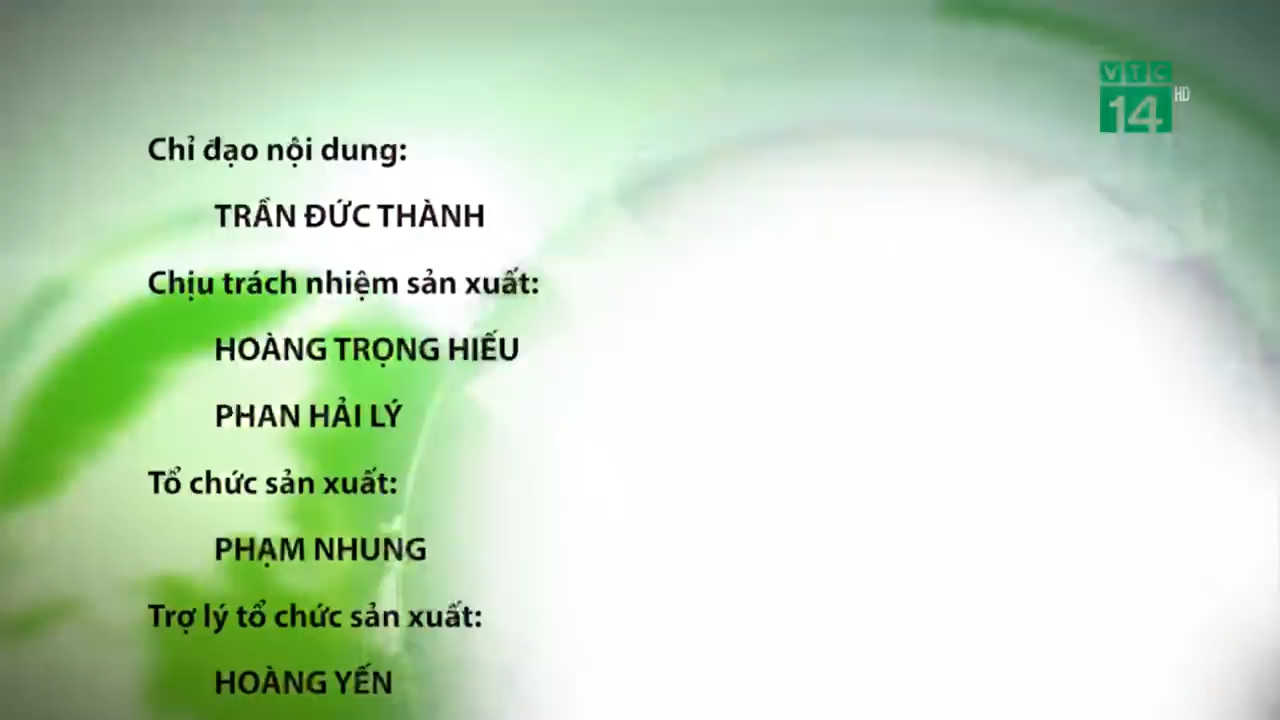 VTC
14 HD
Chỉ đạo nội dung:
TRẦN ĐỨC THÀNH
Chịu trách nhiệm sản xuất:
HOÀNG TRỌNG HIẾU
PHAN HẢI LÝ
Tổ chức sản xuất:
PHẠM NHUNG
Trợ lý tổ chức sản xuất:
HOÀNG YẾN